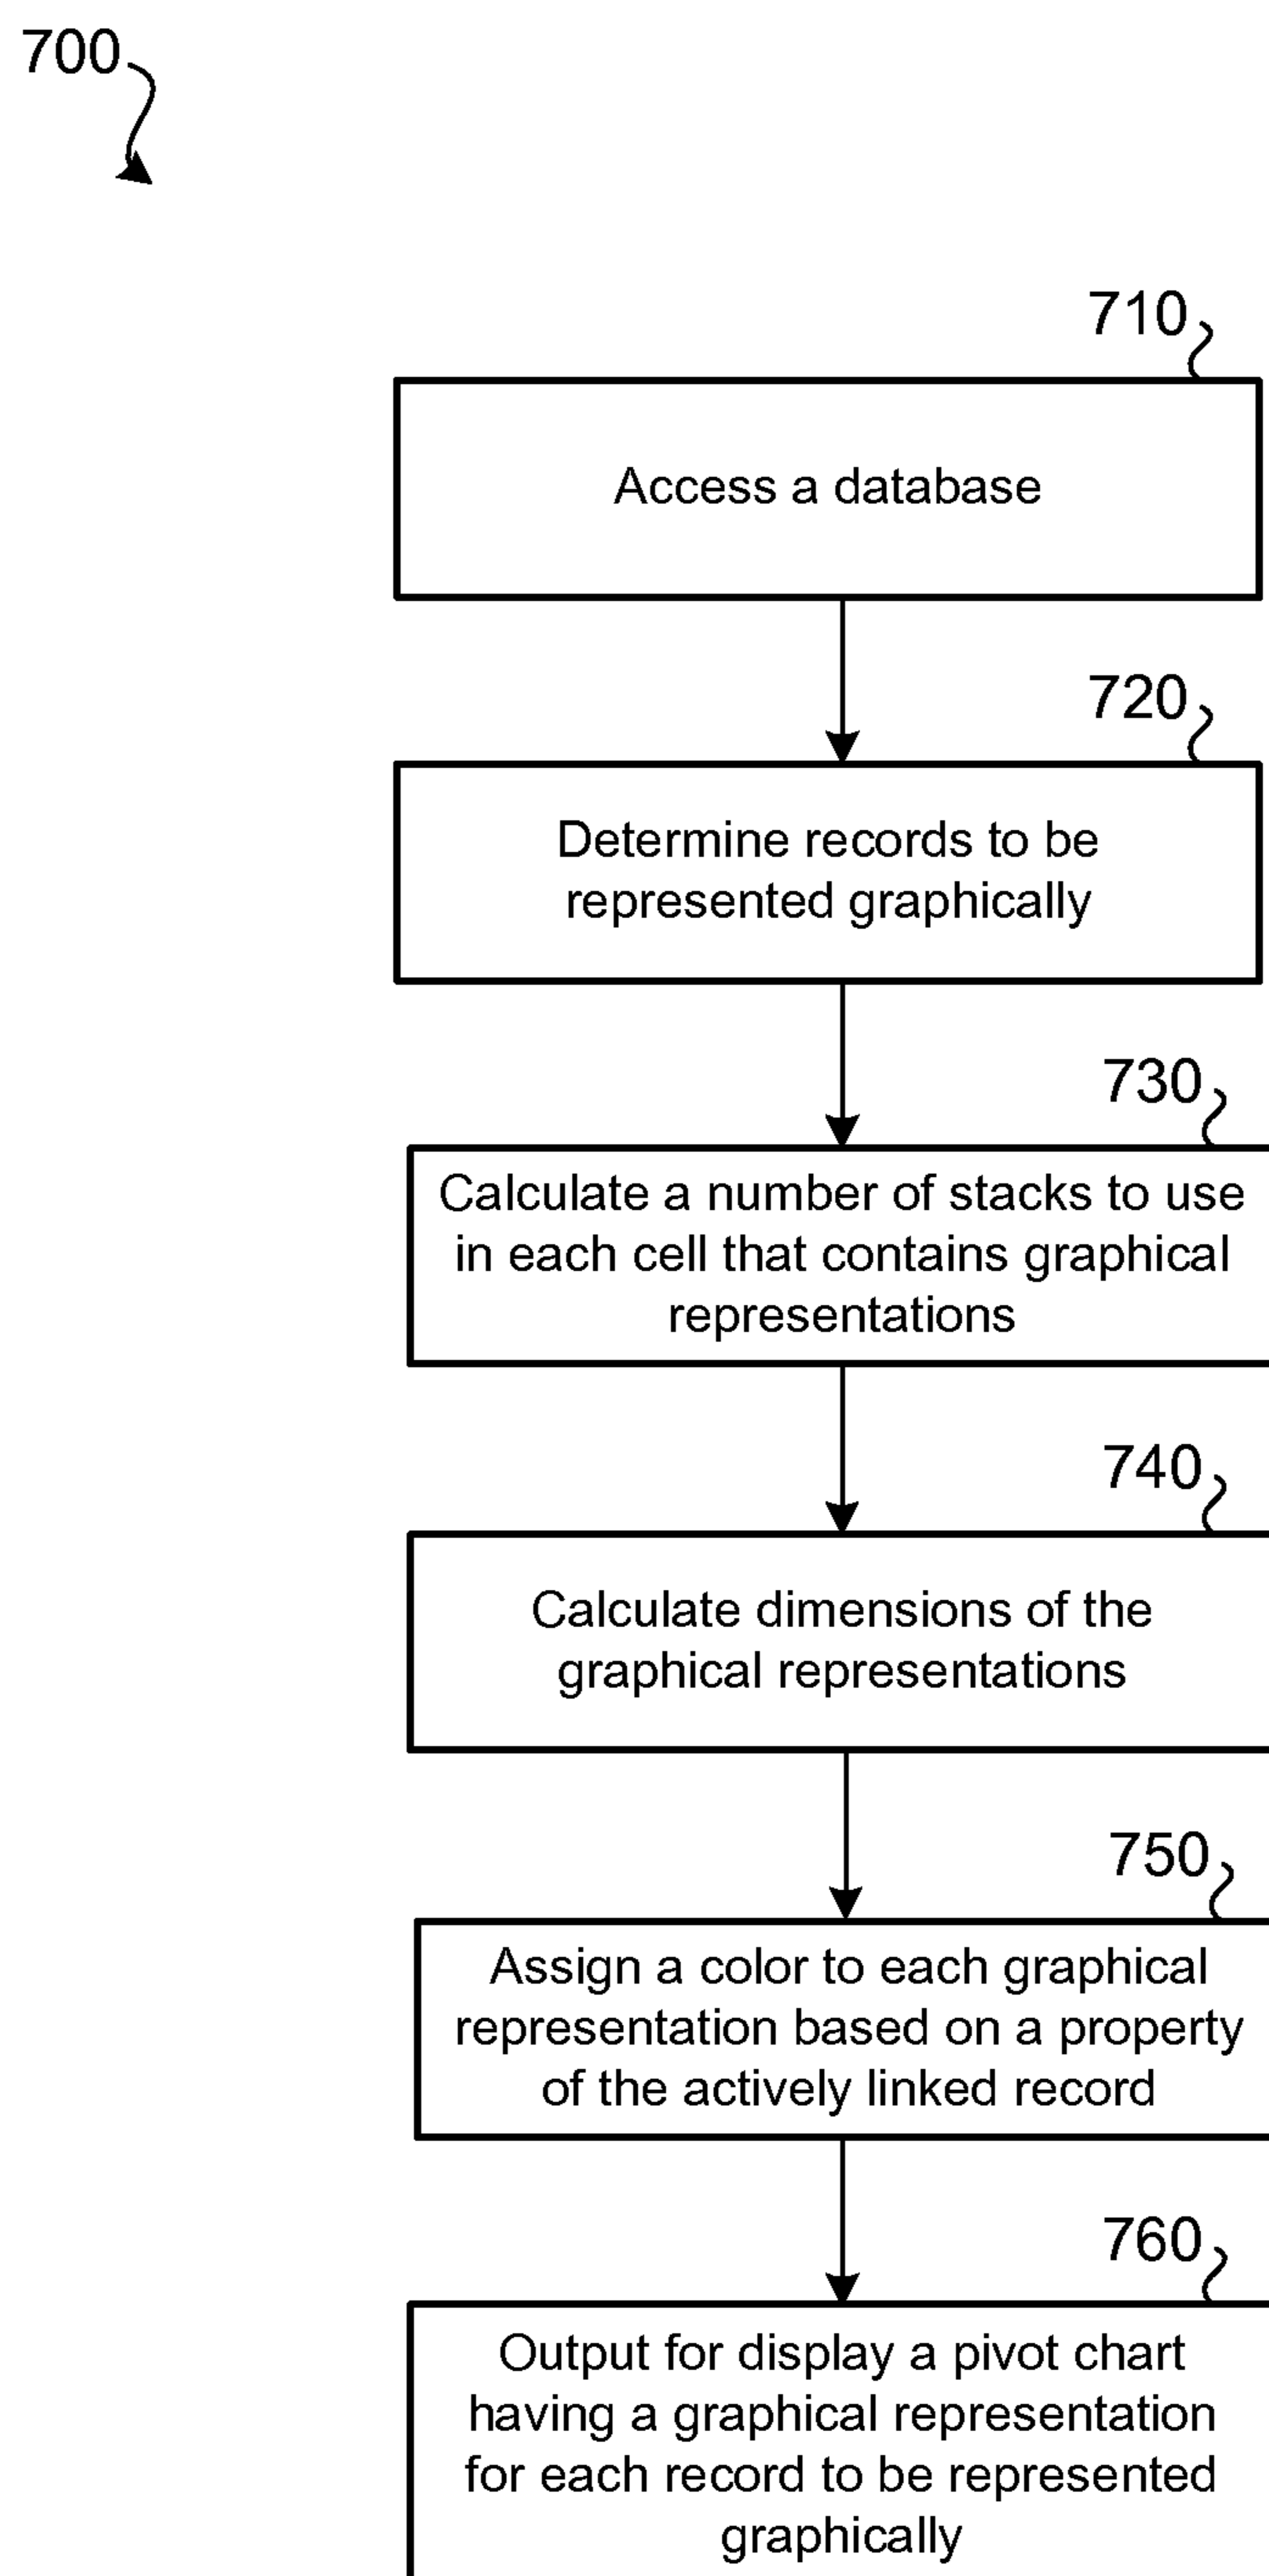 700
710
Access a database
720
Determine records to be
represented graphically
730
Calculate a number of stacks to use
in each cell that contains graphical
representations
740
Calculate dimensions of the
graphical representations
750
Assign a color to each graphical
representation based on a property
of the actively linked record
760
Output for display a pivot chart
having a graphical representation
for each record to be represented
graphically